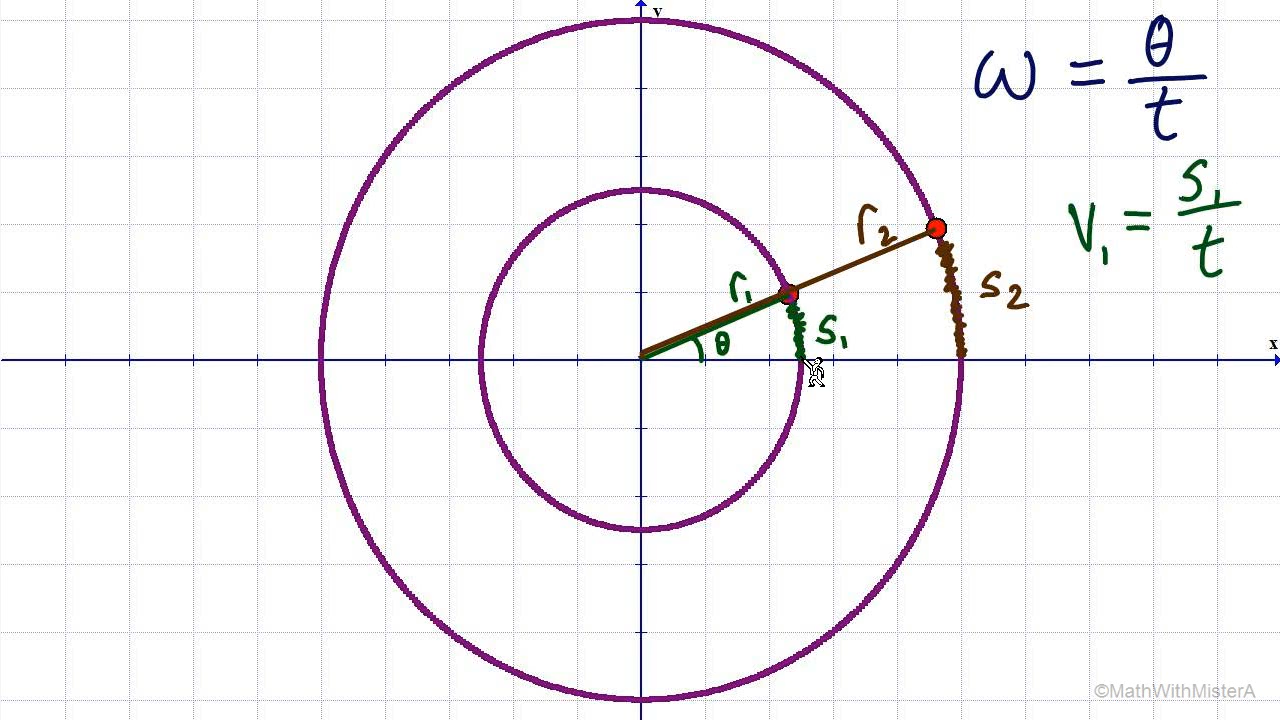 y
ω = θ/t
v₁ = s₁/t
r₂
r₁
s₂
θ
s₁
x
©MathWithMisterA